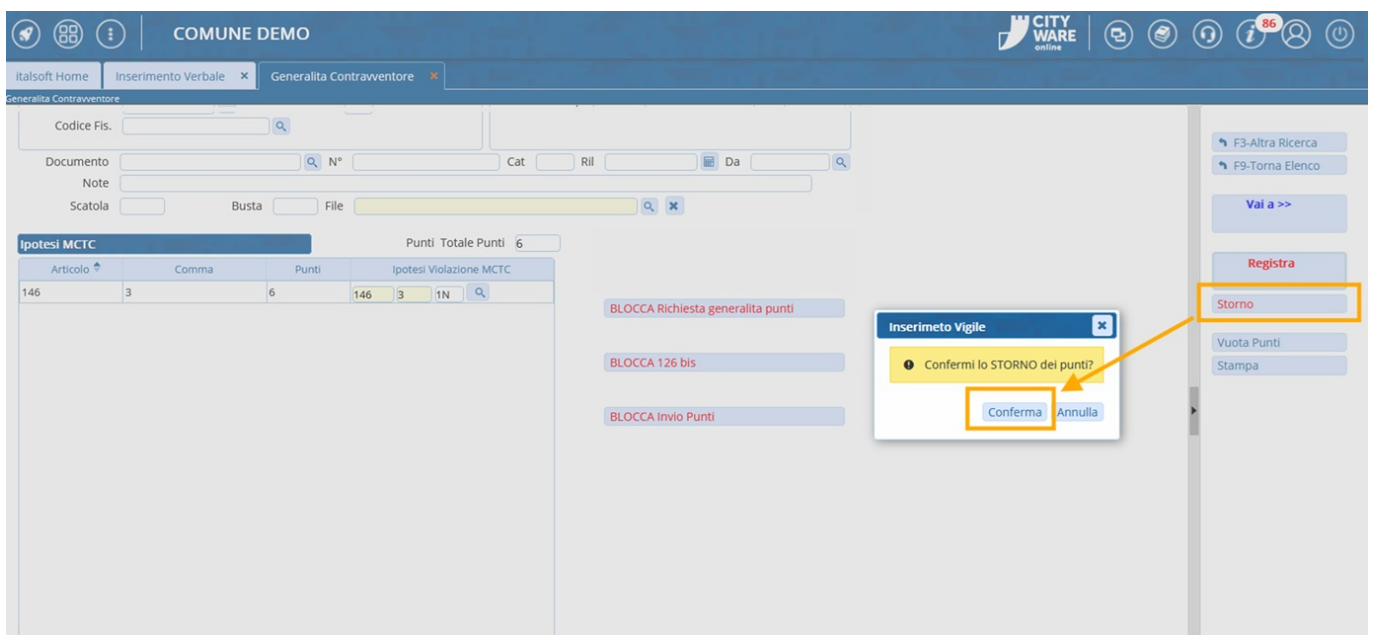 COMUNE DEMO
CITY
WARE
online
86
italsoft Home
Inserimento Verbale
Generalita Contravventore
Generalita Contravventore
Codice Fis.
Documento N° Cat Ril Da
Note
Scatola Busta File
Ipotesi MCTC
Punti Totale Punti 6
Articolo Comma Punti Ipotesi Violazione MCTC
146 3 6 146 3 1N
BLOCCA Richiesta generalita punti
BLOCCA 126 bis
BLOCCA Invio Punti
Inserimeto Vigile
Confermi lo STORNO dei punti?
Conferma Annulla
F3-Altra Ricerca
F9-Torna Elenco
Vai a >>
Registra
Storno
Vuota Punti
Stampa